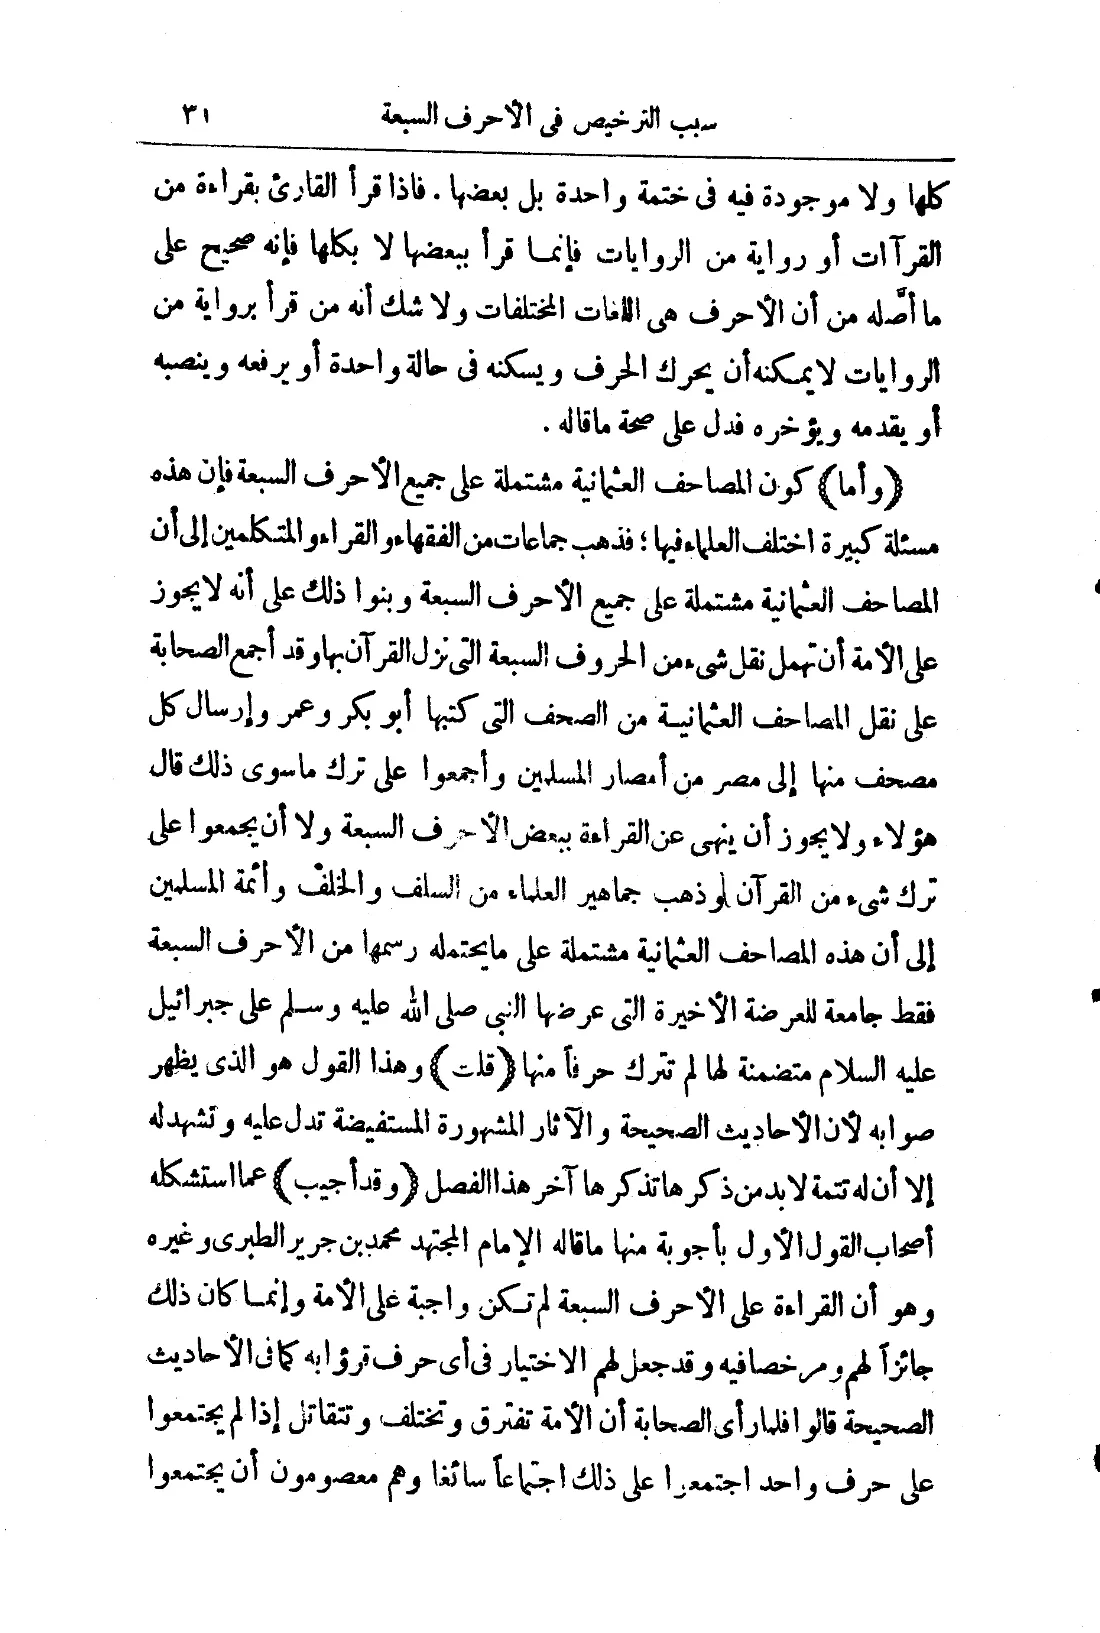 سبب الترخيص فى الأحرف السبعة ٣١
كلها ولا موجودة فيه فى ختمة واحدة بل بعضها . فاذا قرأ القارئ بقراءة من
القرآات أو رواية من الروايات فإنما قرأ ببعضها لا بكلها فإنه صحيح على
ما أصَّله من أن الأحرف هى اللغات المختلفات ولا شك أنه من قرأ برواية من
الروايات لا يمكنه أن يحرك الحرف ويسكنه فى حالة واحدة أو يرفعه وينصبه
أو يقدمه ويؤخره فدل على صحة ماقاله .
(وأما) كون المصاحف العثمانية مشتملة على جميع الأحرف السبعة فإن هذه
مسئلة كبيرة اختلف العلماء فيها ؛ فذهب جماعات من الفقهاء والقراء والمتكلمين إلى أن
المصاحف العثمانية مشتملة على جميع الأحرف السبعة وبنوا ذلك على أنه لا يجوز
على الأمة أن تهمل نقل شىء من الحروف السبعة التى نزل القرآن بها وقد أجمع الصحابة
على نقل المصاحف العثمانية من الصحف التى كتبها أبو بكر وعمر وإرسال كل
مصحف منها إلى مصر من أمصار المسلمين وأجمعوا على ترك ماسوى ذلك قال
هؤلاء ولا يجوز أن ينهى عن القراءة ببعض الأحرف السبعة ولا أن يجمعوا على
ترك شىء من القرآن وذهب جماهير العلماء من السلف والخلف وأئمة المسلمين
إلى أن هذه المصاحف العثمانية مشتملة على مايحتمله رسمها من الأحرف السبعة
فقط جامعة للعرضة الأخيرة التى عرضها النبي صلى الله عليه وسلم على جبرائيل
عليه السلام متضمنة لها لم تترك حرفاً منها (قلت) وهذا القول هو الذى يظهر
صوابه لأن الأحاديث الصحيحة والآثار المشهورة المستفيضة تدل عليه وتشهد له
إلا أن له تتمة لا بد من ذكرها تذكرها آخر هذا الفصل (وقد أجيب) عما استشكله
أصحاب القول الأول بأجوبة منها ماقاله الإمام المجتهد محمد بن جرير الطبرى وغيره
وهو أن القراءة على الأحرف السبعة لم تكن واجبة على الأمة وإنما كان ذلك
جائزاً لهم ومرخصا فيه وقد جعل لهم الاختيار فى أى حرف قرؤا به كما فى الأحاديث
الصحيحة قالوا فلما رأى الصحابة أن الأمة تفترق وتختلف وتتقاتل إذا لم يجتمعوا
على حرف واحد اجتمعوا على ذلك اجتماعاً سائغا وهم معصومون أن يجتمعوا